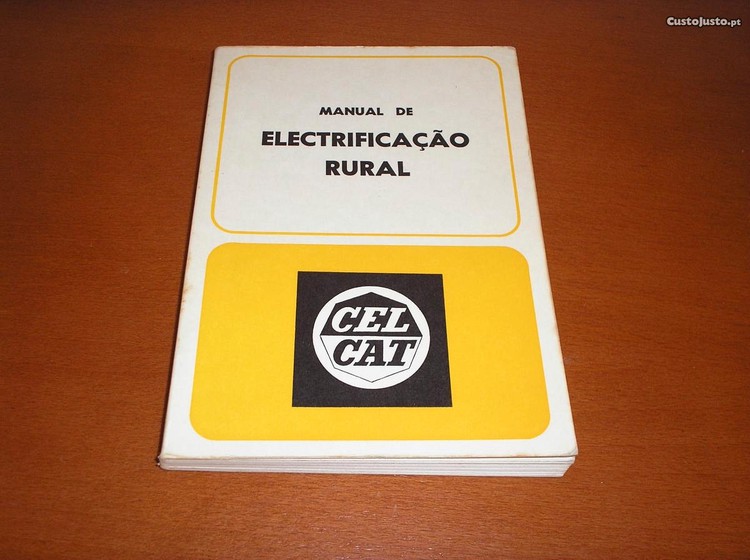 CustoJusto.pt
MANUAL DE
ELECTRIFICAÇÃO
RURAL
CEL
CAT